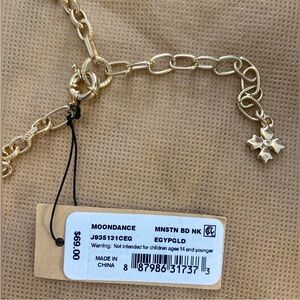 $69.00
MOONDANCE MNSTN BD NK
J935131CEG EGYPGLD
Warning: Not intended for children ages 14 and younger
MADE IN
CHINA
8 87986 31737 3